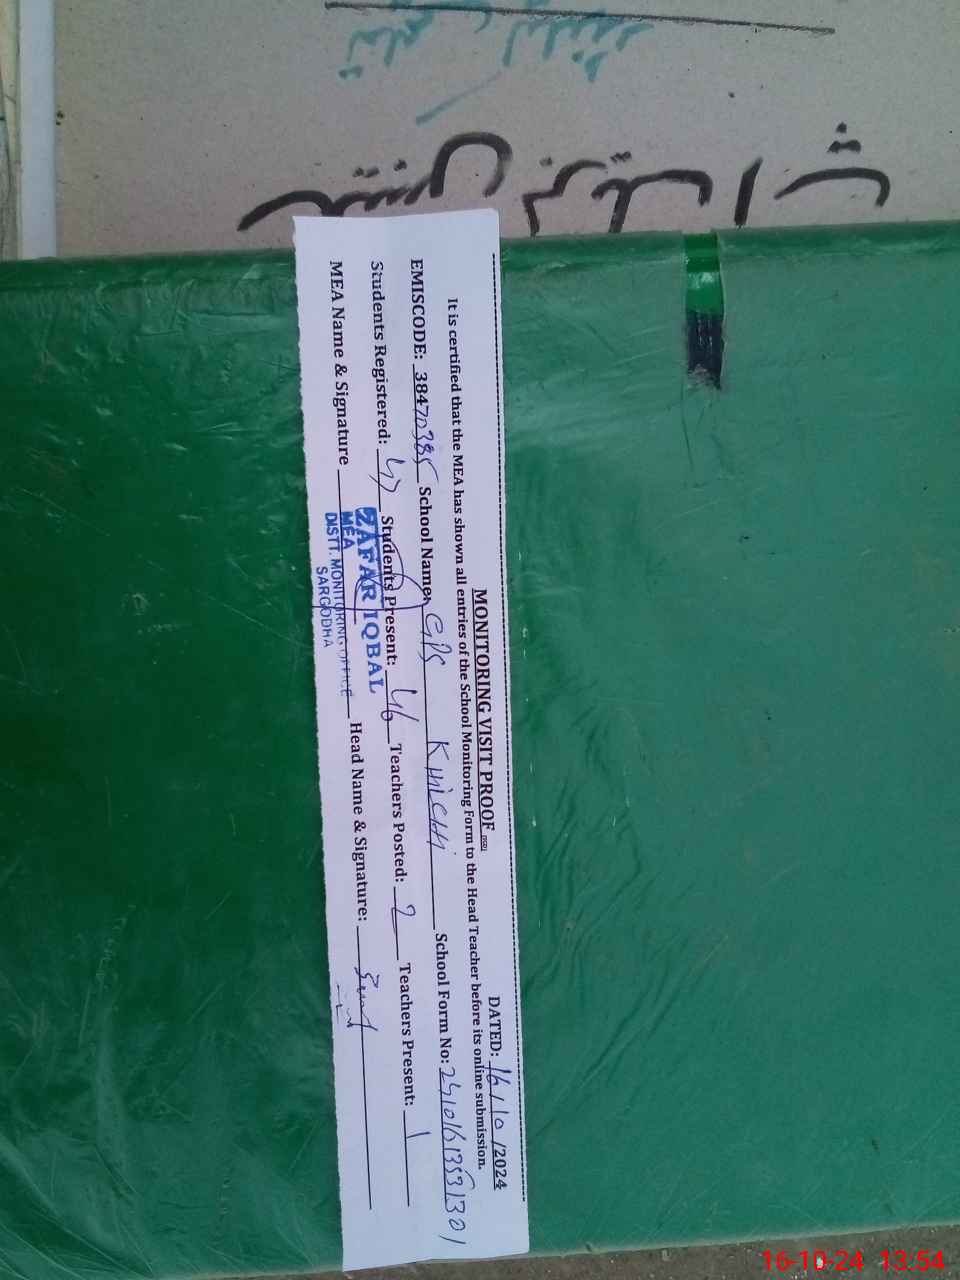 MONITORING VISIT PROOF
DATED: 16/10/2024
It is certified that the MEA has shown all entries of the School Monitoring Form to the Head Teacher before its online submission.
EMISCODE: 38470385 School Name: GPS KHICHI School Form No: 24101613531301
Students Registered: 47 Students Present: 46 Teachers Posted: 2 Teachers Present: 1
MEA Name & Signature Head Name & Signature:
ZAFAR IQBAL
MEA
DISTT. MONITORING OFFICE
SARGODHA
16-10-24 13:54